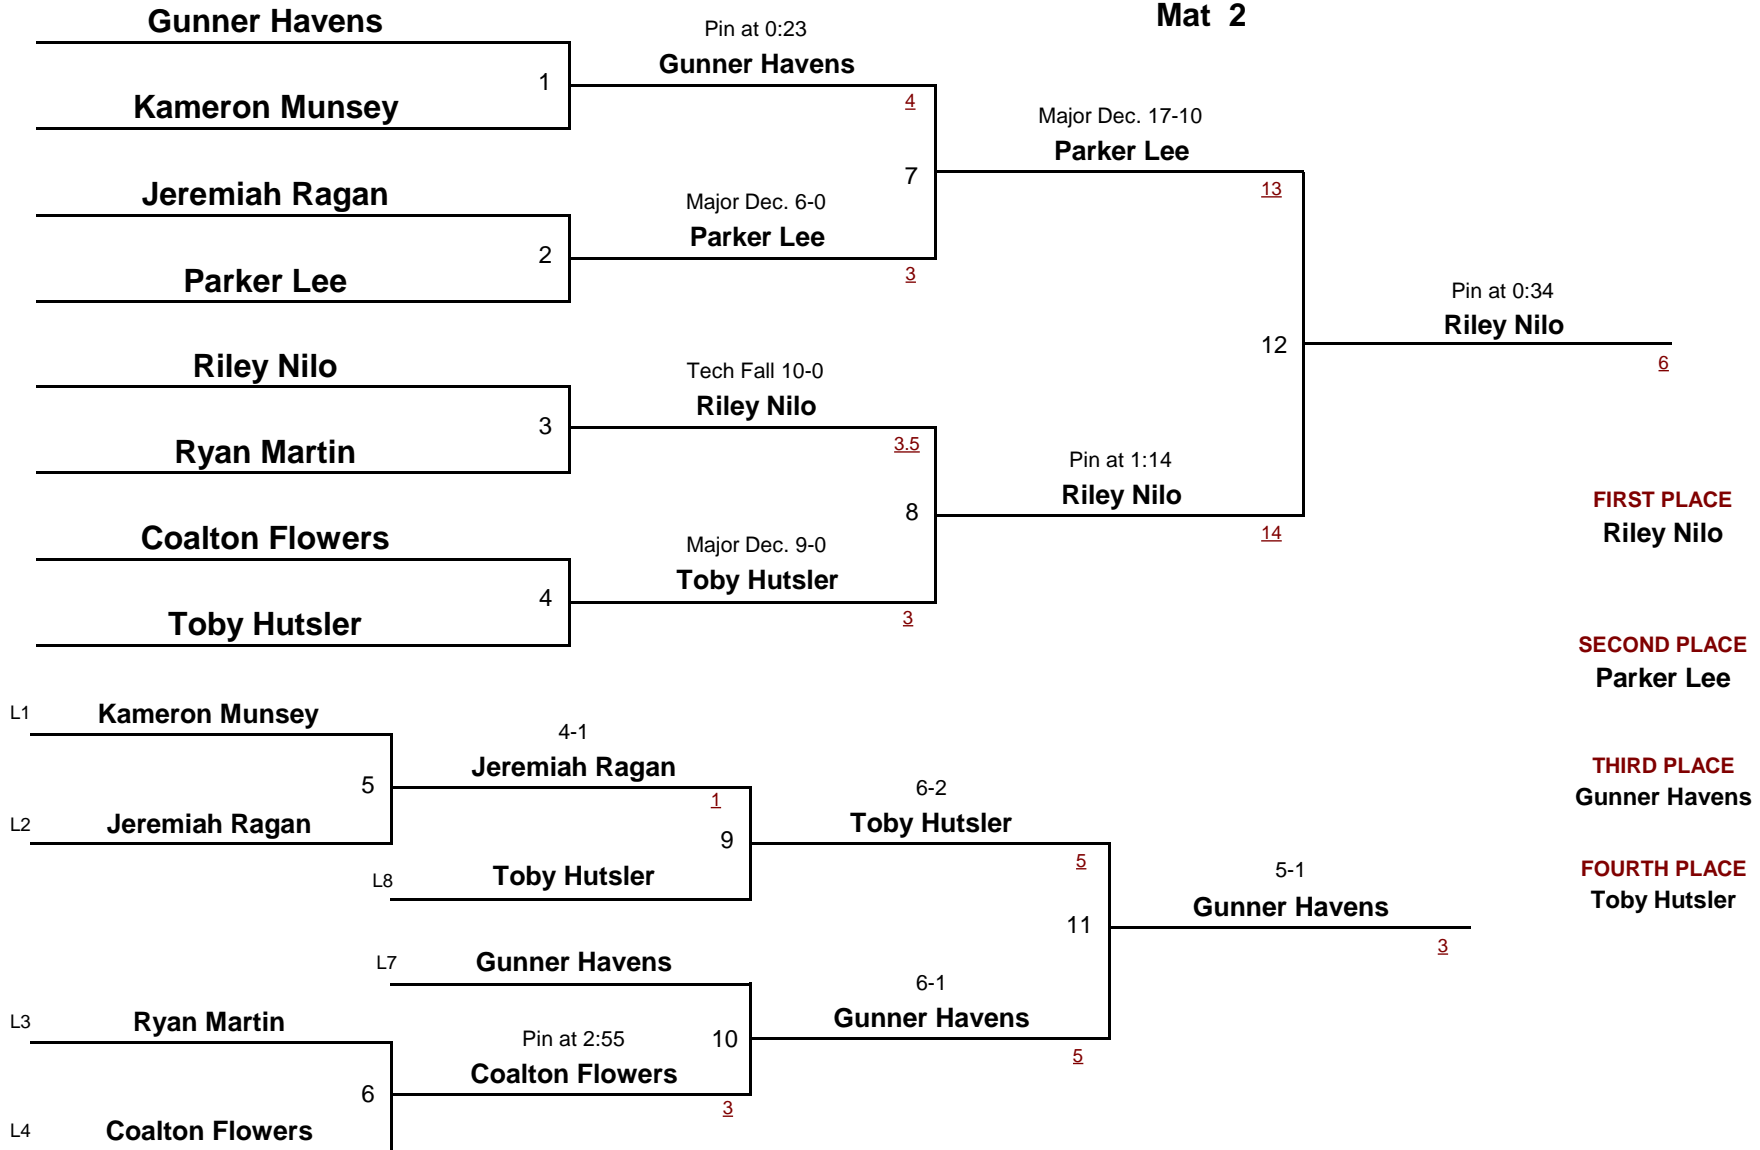 Mat 2
Gunner Havens
Pin at 0:23
Gunner Havens
1
Kameron Munsey
4
Major Dec. 17-10
Parker Lee
7
13
Jeremiah Ragan
Major Dec. 6-0
Parker Lee
2
Parker Lee
3
Pin at 0:34
Riley Nilo
12
6
Riley Nilo
Tech Fall 10-0
Riley Nilo
3
Ryan Martin
3.5
Pin at 1:14
Riley Nilo
8
14
Coalton Flowers
Major Dec. 9-0
Toby Hutsler
4
Toby Hutsler
3
FIRST PLACE
Riley Nilo
SECOND PLACE
Parker Lee
THIRD PLACE
Gunner Havens
FOURTH PLACE
Toby Hutsler
L1 Kameron Munsey
4-1
Jeremiah Ragan
5
1
L2 Jeremiah Ragan
9
6-2
Toby Hutsler
L8 Toby Hutsler
5
5-1
Gunner Havens
11
3
L7 Gunner Havens
6-1
Gunner Havens
L3 Ryan Martin
Pin at 2:55
10
Coalton Flowers
5
6
3
L4 Coalton Flowers